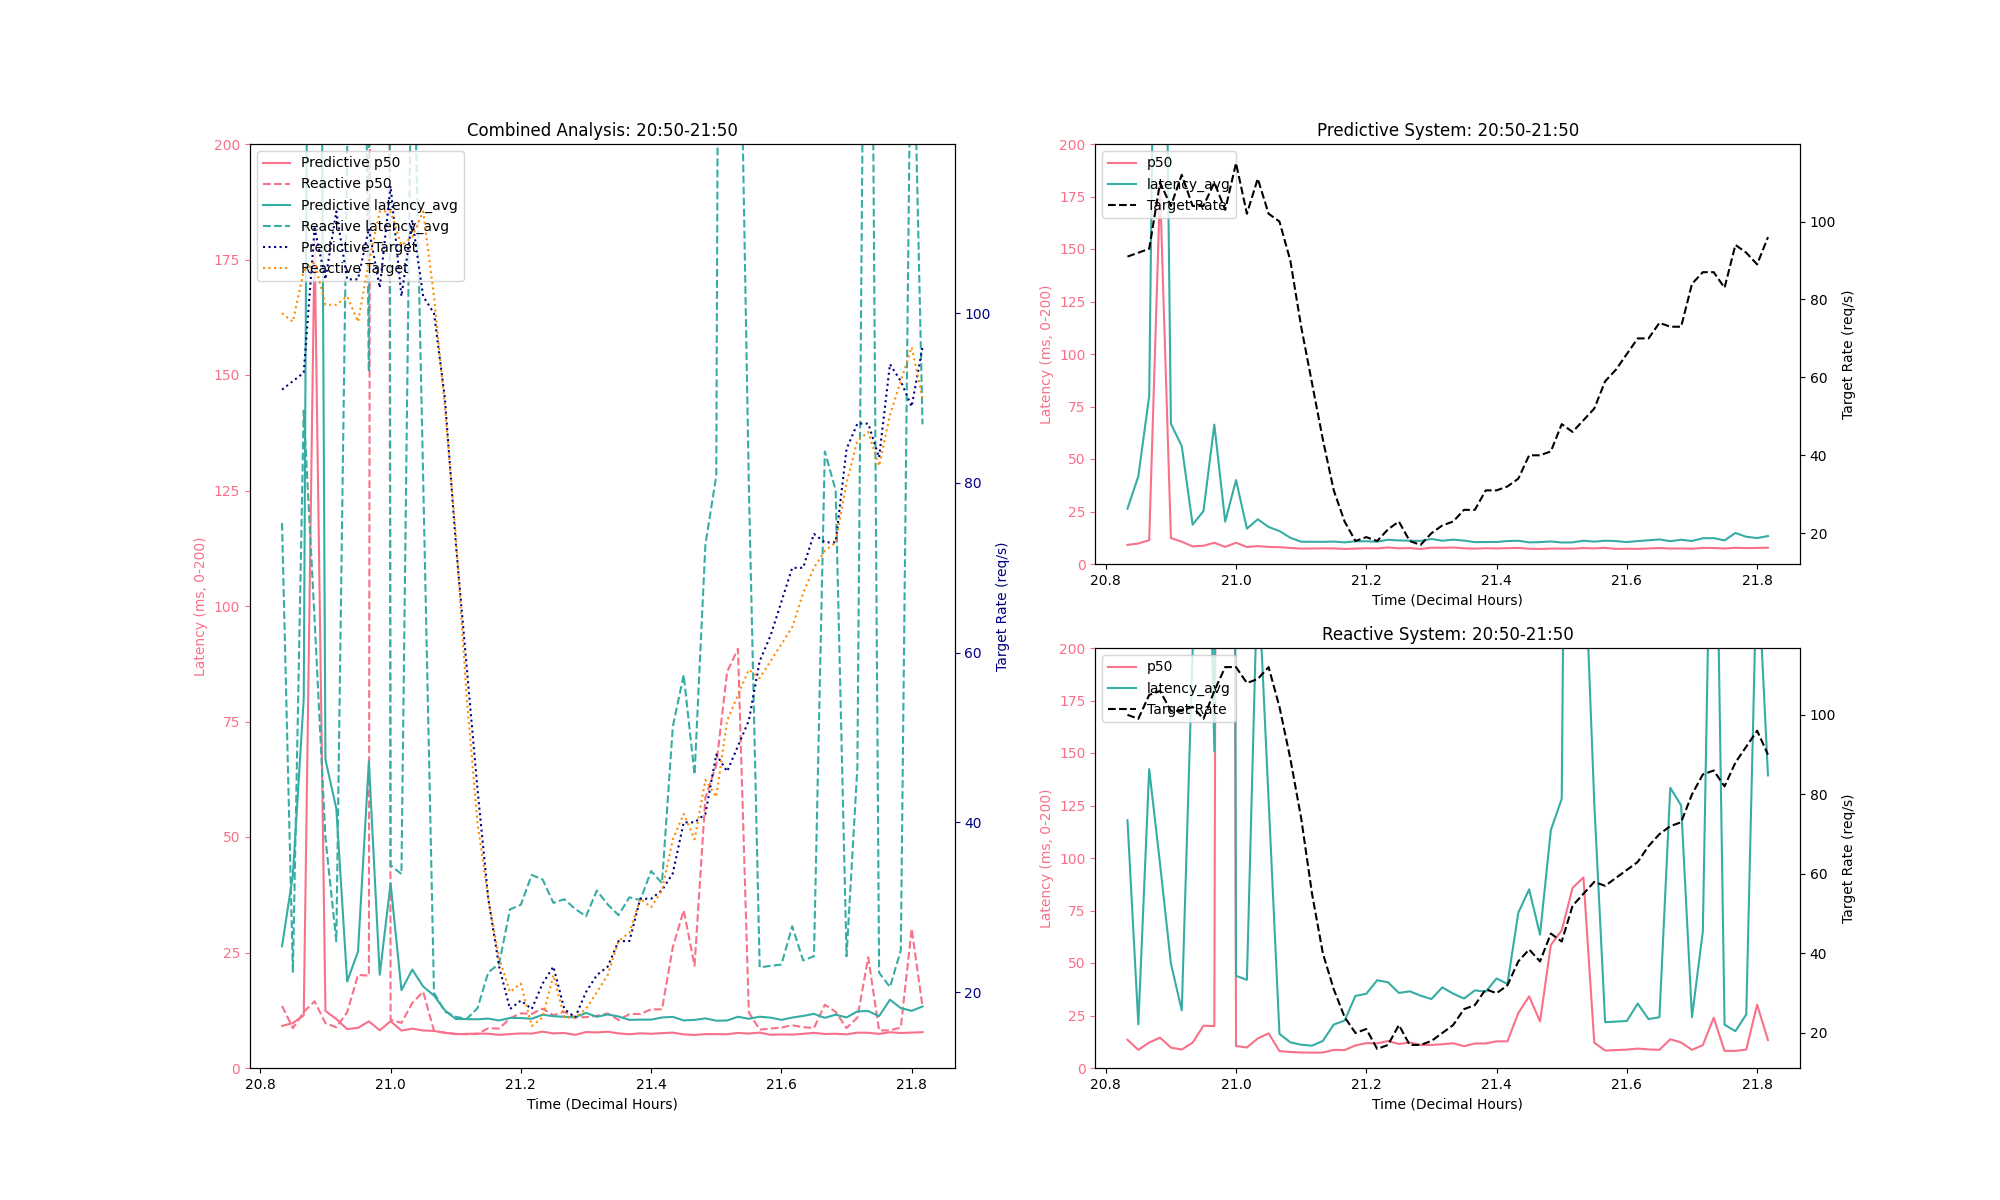 Combined Analysis: 20:50-21:50
Predictive p50
Reactive p50
Predictive latency_avg
Reactive latency_avg
Predictive Target
Reactive Target
Latency (ms, 0-200)
200
175
150
125
100
75
50
25
0
100
80
60
40
20
Target Rate (req/s)
20.8 21.0 21.2 21.4 21.6 21.8
Time (Decimal Hours)
Predictive System: 20:50-21:50
p50
latency_avg
Target Rate
Latency (ms, 0-200)
200
175
150
125
100
75
50
25
0
100
80
60
40
20
Target Rate (req/s)
20.8 21.0 21.2 21.4 21.6 21.8
Time (Decimal Hours)
Reactive System: 20:50-21:50
p50
latency_avg
Target Rate
Latency (ms, 0-200)
200
175
150
125
100
75
50
25
0
100
80
60
40
20
Target Rate (req/s)
20.8 21.0 21.2 21.4 21.6 21.8
Time (Decimal Hours)